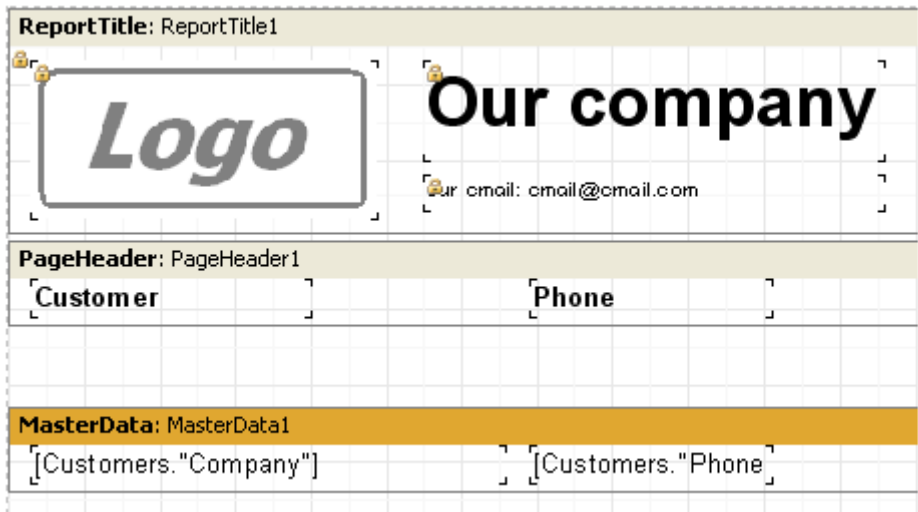 ReportTitle: ReportTitle1
Logo
Our company
ur email: email@email.com
PageHeader: PageHeader1
Customer Phone
MasterData: MasterData1
[Customers."Company"] [Customers."Phone